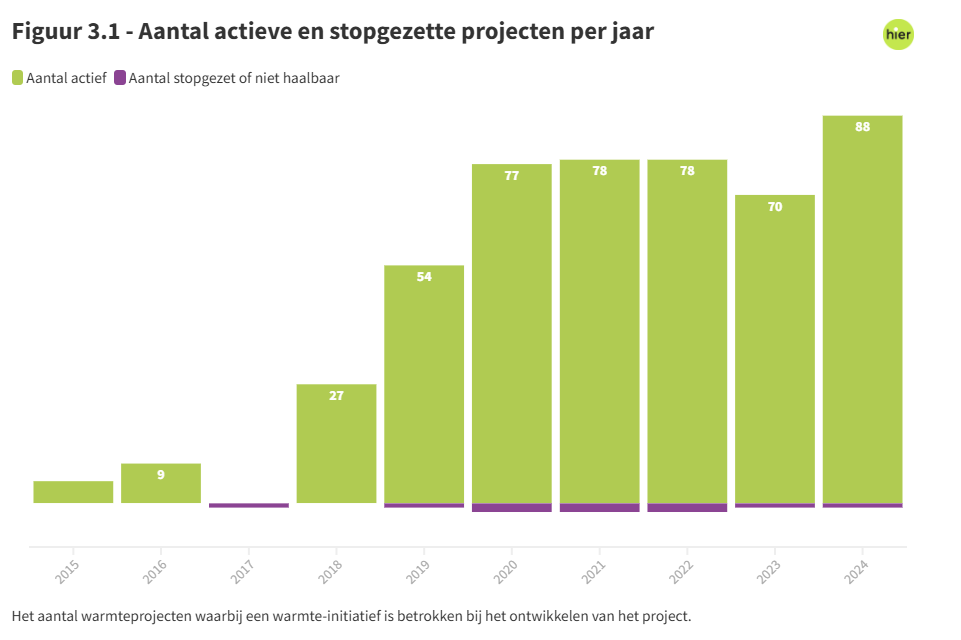 Figuur 3.1 - Aantal actieve en stopgezette projecten per jaar
hier
Aantal actief Aantal stopgezet of niet haalbaar
88
77 78 78
70
54
27
9
2015 2016 2017 2018 2019 2020 2021 2022 2023 2024
Het aantal warmteprojecten waarbij een warmte-initiatief is betrokken bij het ontwikkelen van het project.